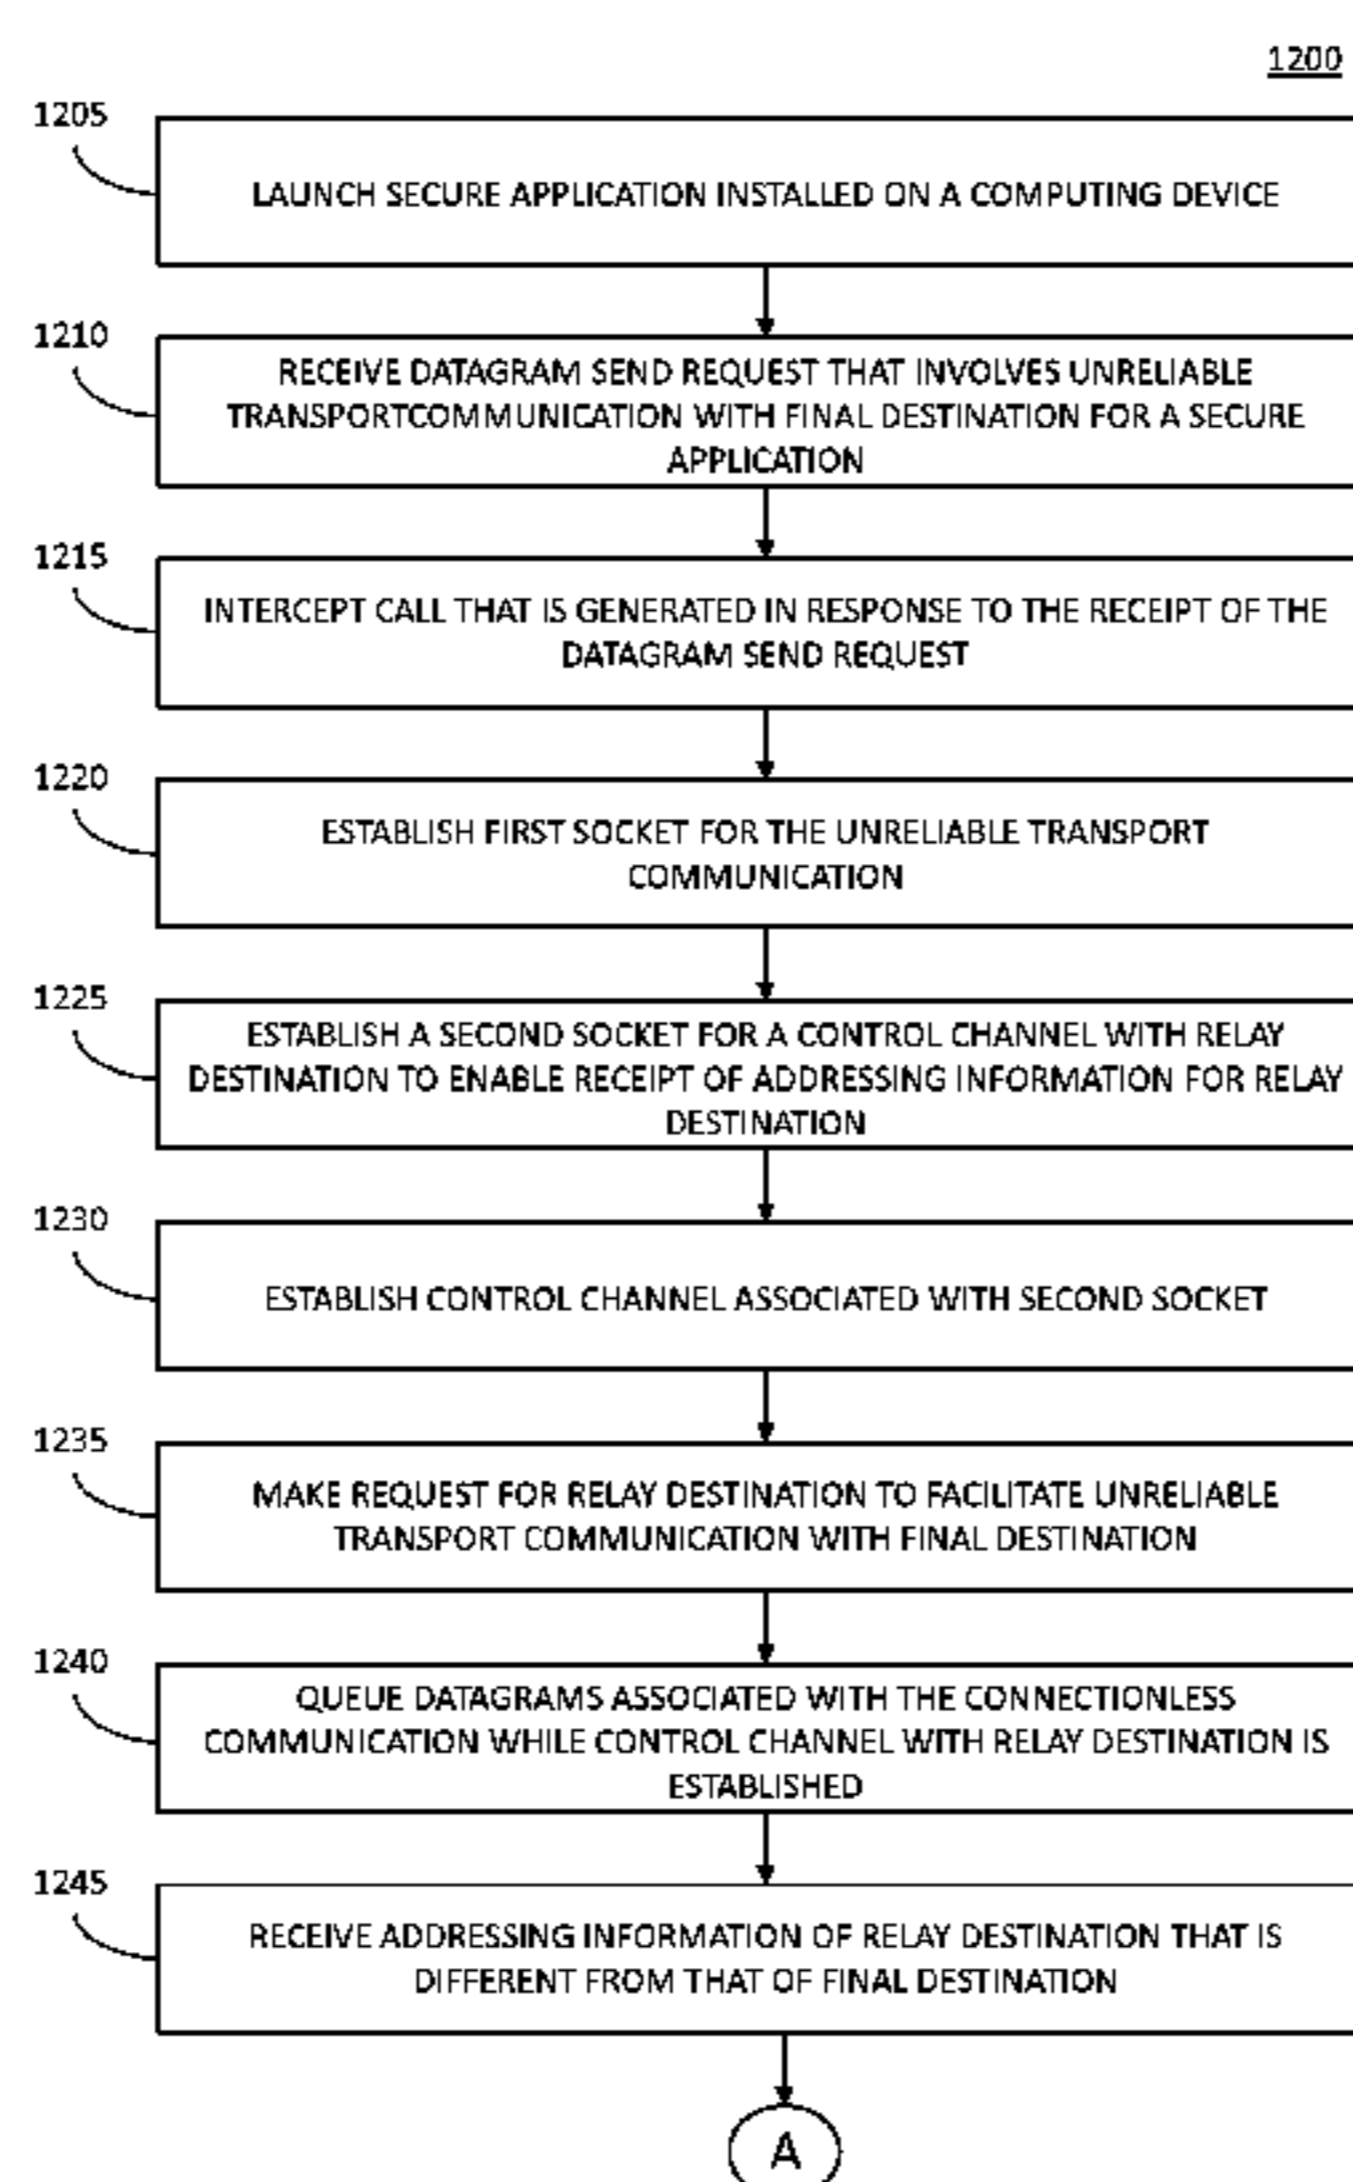 1200
1205
LAUNCH SECURE APPLICATION INSTALLED ON A COMPUTING DEVICE
1210
RECEIVE DATAGRAM SEND REQUEST THAT INVOLVES UNRELIABLE
TRANSPORTCOMMUNICATION WITH FINAL DESTINATION FOR A SECURE
APPLICATION
1215
INTERCEPT CALL THAT IS GENERATED IN RESPONSE TO THE RECEIPT OF THE
DATAGRAM SEND REQUEST
1220
ESTABLISH FIRST SOCKET FOR THE UNRELIABLE TRANSPORT
COMMUNICATION
1225
ESTABLISH A SECOND SOCKET FOR A CONTROL CHANNEL WITH RELAY
DESTINATION TO ENABLE RECEIPT OF ADDRESSING INFORMATION FOR RELAY
DESTINATION
1230
ESTABLISH CONTROL CHANNEL ASSOCIATED WITH SECOND SOCKET
1235
MAKE REQUEST FOR RELAY DESTINATION TO FACILITATE UNRELIABLE
TRANSPORT COMMUNICATION WITH FINAL DESTINATION
1240
QUEUE DATAGRAMS ASSOCIATED WITH THE CONNECTIONLESS
COMMUNICATION WHILE CONTROL CHANNEL WITH RELAY DESTINATION IS
ESTABLISHED
1245
RECEIVE ADDRESSING INFORMATION OF RELAY DESTINATION THAT IS
DIFFERENT FROM THAT OF FINAL DESTINATION
A